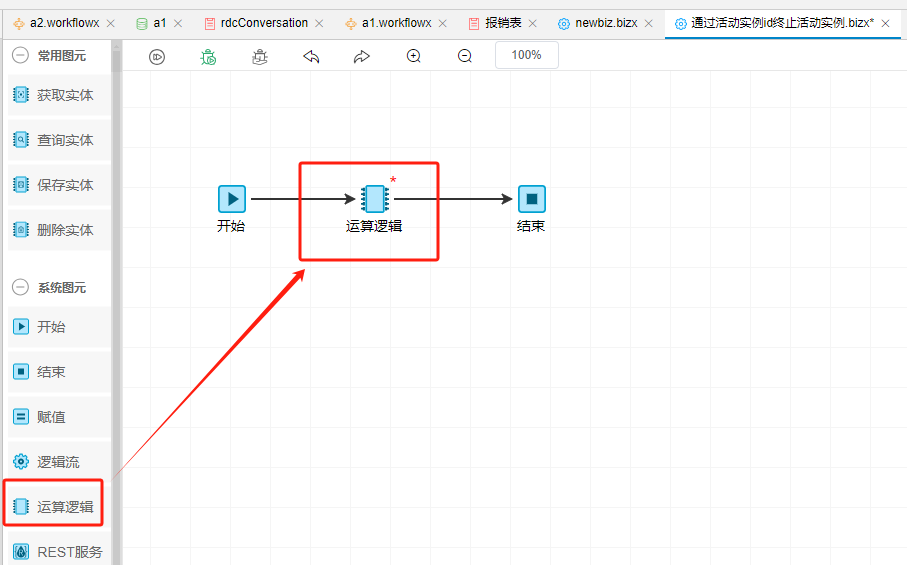 a2.workflowx × a1 × rdcConversation × a1.workflowx × 报销表 × newbiz.bizx × 通过活动实例id终止活动实例.bizx* ×
常用图元
100%
获取实体
查询实体
保存实体
删除实体
*
开始 运算逻辑 结束
系统图元
开始
结束
赋值
逻辑流
运算逻辑
REST服务